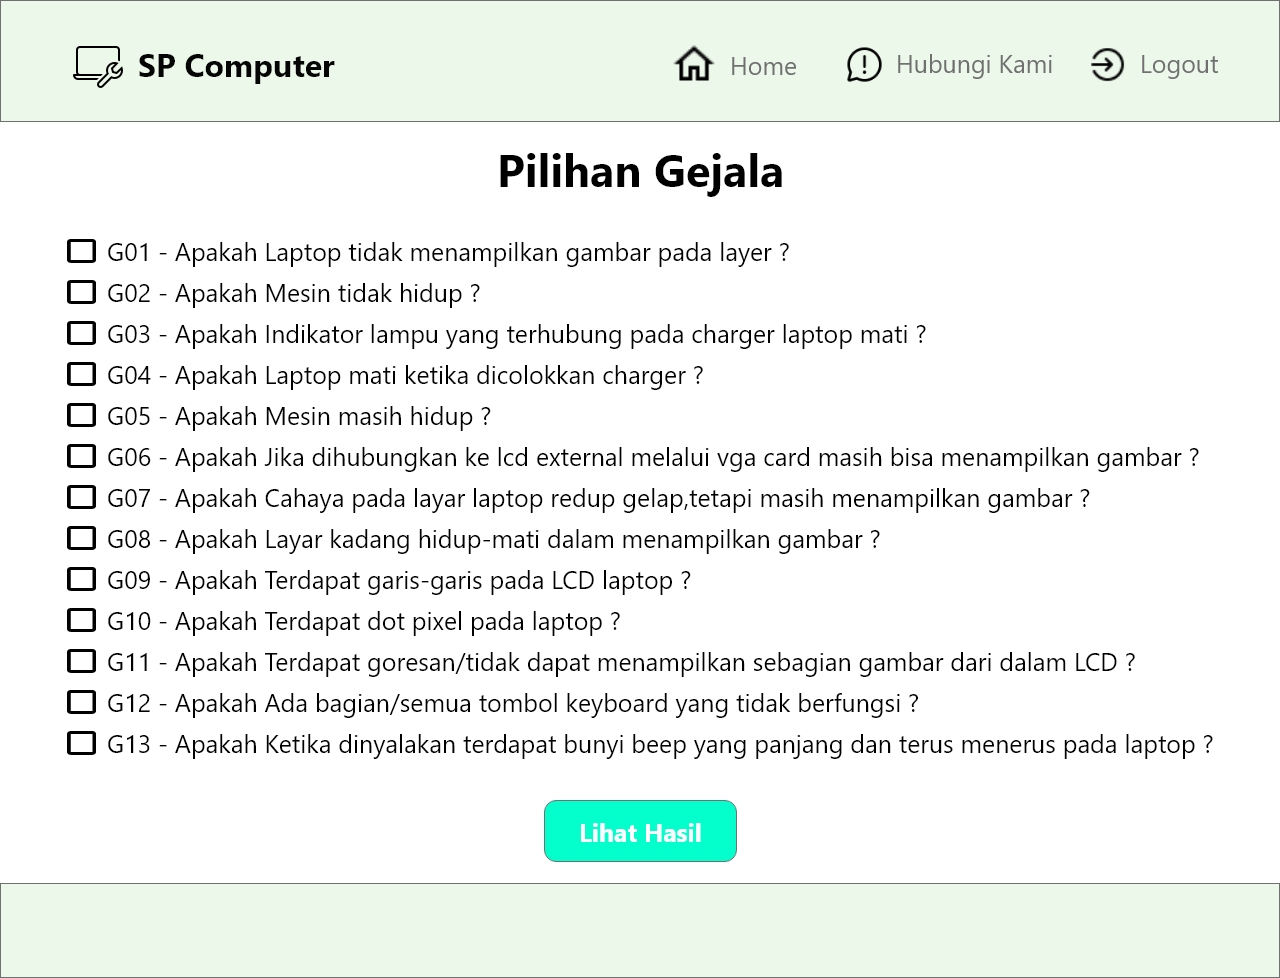 SP Computer
Home
Hubungi Kami
Logout
Pilihan Gejala
G01 - Apakah Laptop tidak menampilkan gambar pada layer ?
G02 - Apakah Mesin tidak hidup ?
G03 - Apakah Indikator lampu yang terhubung pada charger laptop mati ?
G04 - Apakah Laptop mati ketika dicolokkan charger ?
G05 - Apakah Mesin masih hidup ?
G06 - Apakah Jika dihubungkan ke lcd external melalui vga card masih bisa menampilkan gambar ?
G07 - Apakah Cahaya pada layar laptop redup gelap,tetapi masih menampilkan gambar ?
G08 - Apakah Layar kadang hidup-mati dalam menampilkan gambar ?
G09 - Apakah Terdapat garis-garis pada LCD laptop ?
G10 - Apakah Terdapat dot pixel pada laptop ?
G11 - Apakah Terdapat goresan/tidak dapat menampilkan sebagian gambar dari dalam LCD ?
G12 - Apakah Ada bagian/semua tombol keyboard yang tidak berfungsi ?
G13 - Apakah Ketika dinyalakan terdapat bunyi beep yang panjang dan terus menerus pada laptop ?
Lihat Hasil